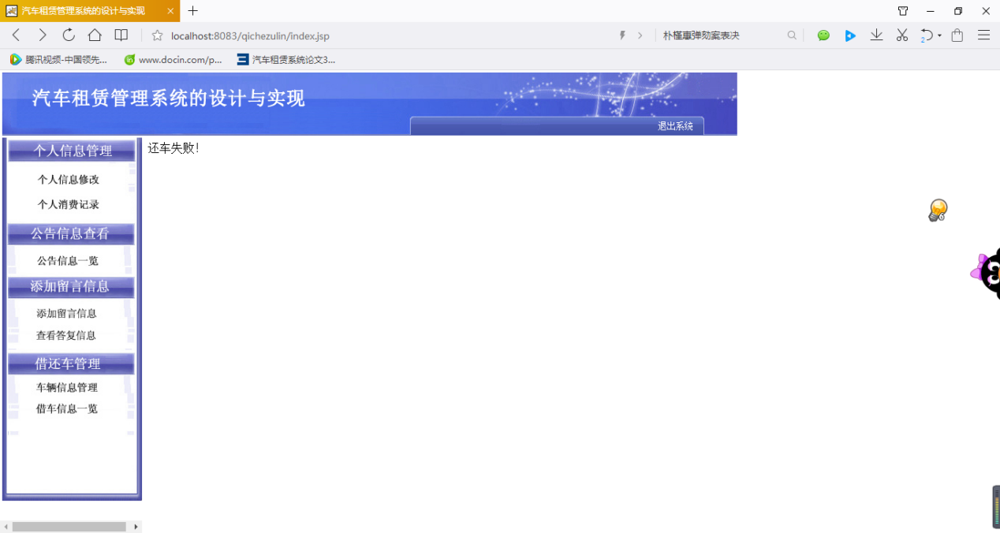 汽车租赁管理系统的设计与实现
localhost:8083/qichezulin/index.jsp
朴槿惠弹劾案表决
2
腾讯视频-中国领先...
www.docin.com/p...
汽车租赁系统论文3...
汽车租赁管理系统的设计与实现
退出系统
个人信息管理
还车失败!
个人信息修改
个人消费记录
公告信息查看
公告信息一览
添加留言信息
添加留言信息
查看答复信息
借还车管理
车辆信息管理
借车信息一览